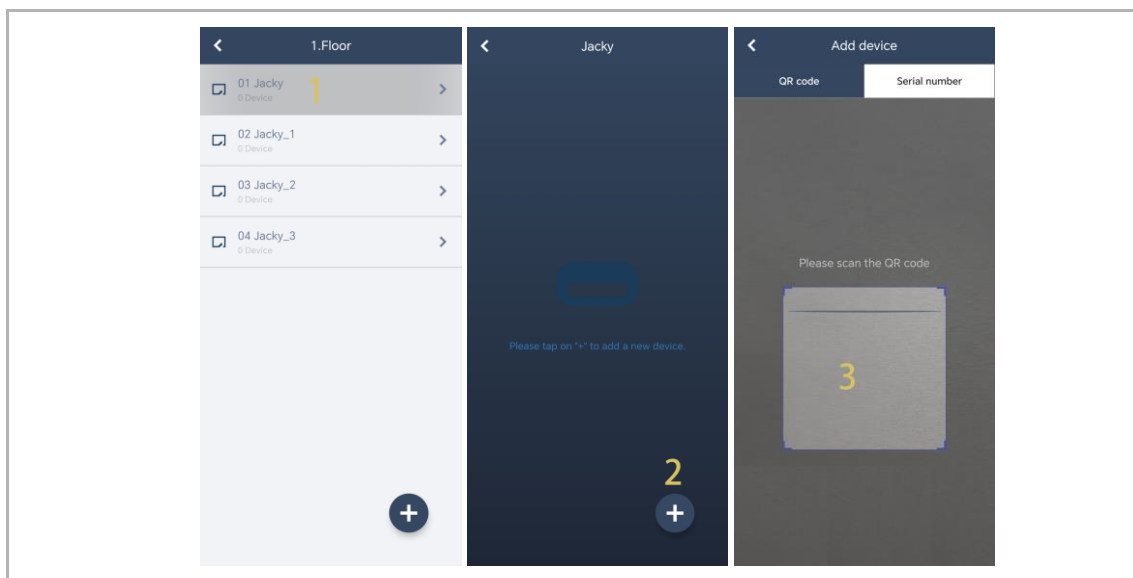 1.Floor
01 Jacky
0 Device
1
02 Jacky_1
0 Device
03 Jacky_2
0 Device
04 Jacky_3
0 Device
Jacky
Please tap on "+" to add a new device.
2
+
Add device
QR code
Serial number
Please scan the QR code
3